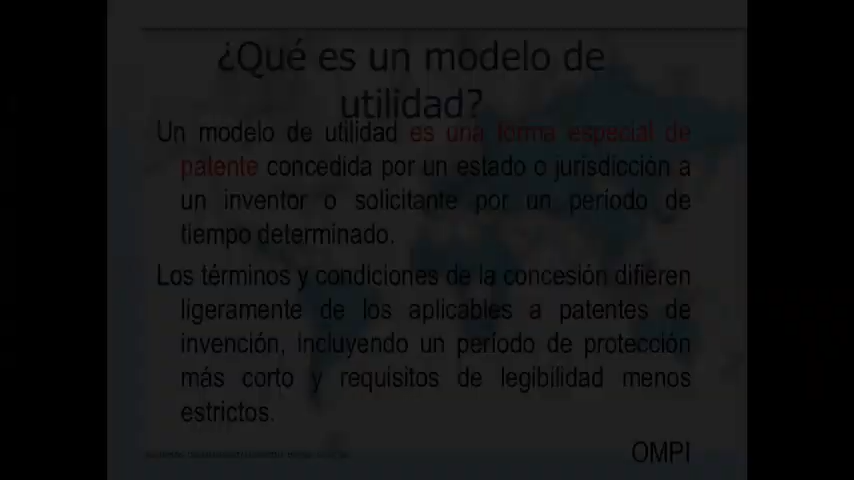 ¿Qué es un modelo de
utilidad?
Un modelo de utilidad es una forma especial de
patente concedida por un estado o jurisdicción a
un inventor o solicitante por un período de
tiempo determinado.
Los términos y condiciones de la concesión difieren
ligeramente de los aplicables a patentes de
invención, incluyendo un período de protección
más corto y requisitos de legibilidad menos
estrictos.
OMPI